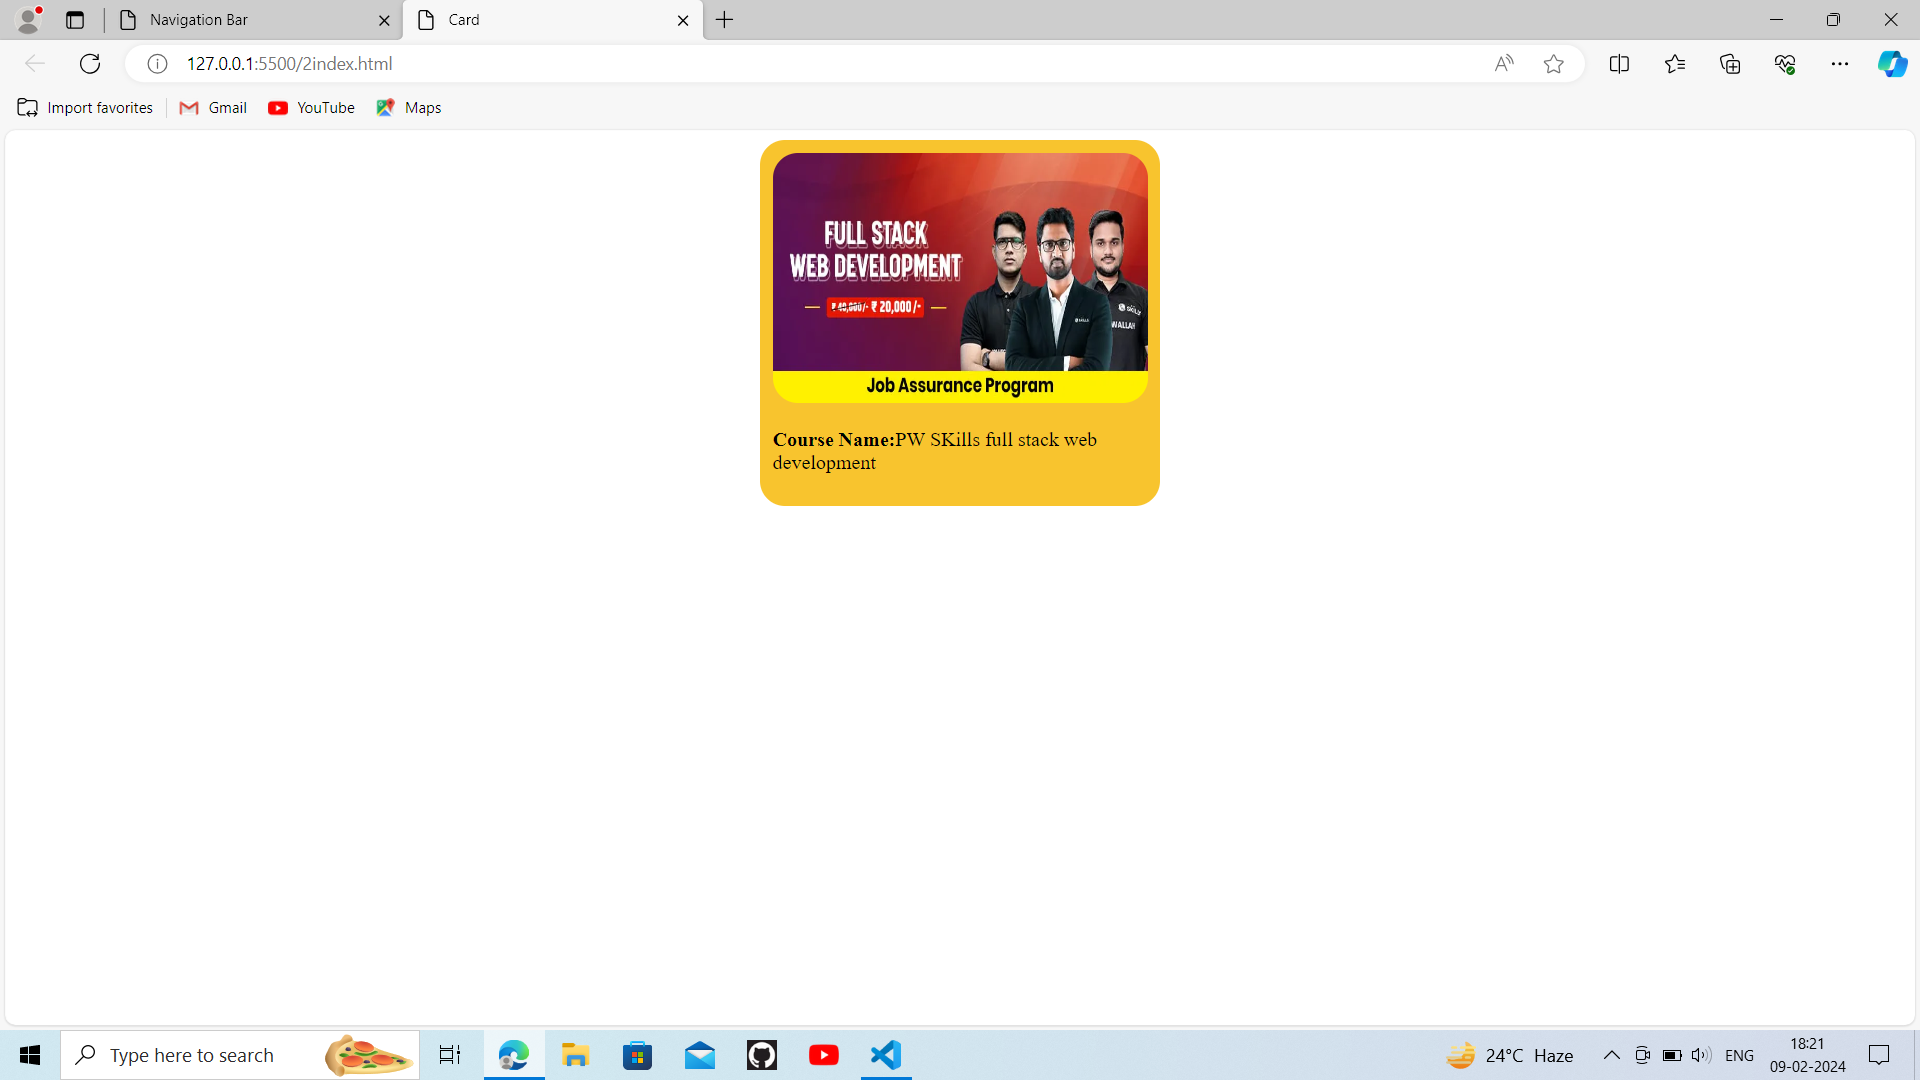 Navigation Bar
Card
127.0.0.1:5500/2index.html
Import favorites
Gmail
YouTube
Maps
FULL STACK
WEB DEVELOPMENT
₹ 40,000/- ₹ 20,000/-
SKILLS
SKILLS
WALLAH
Job Assurance Program
Course Name:PW SKills full stack web
development
Type here to search
24°C Haze
ENG
18:21
09-02-2024